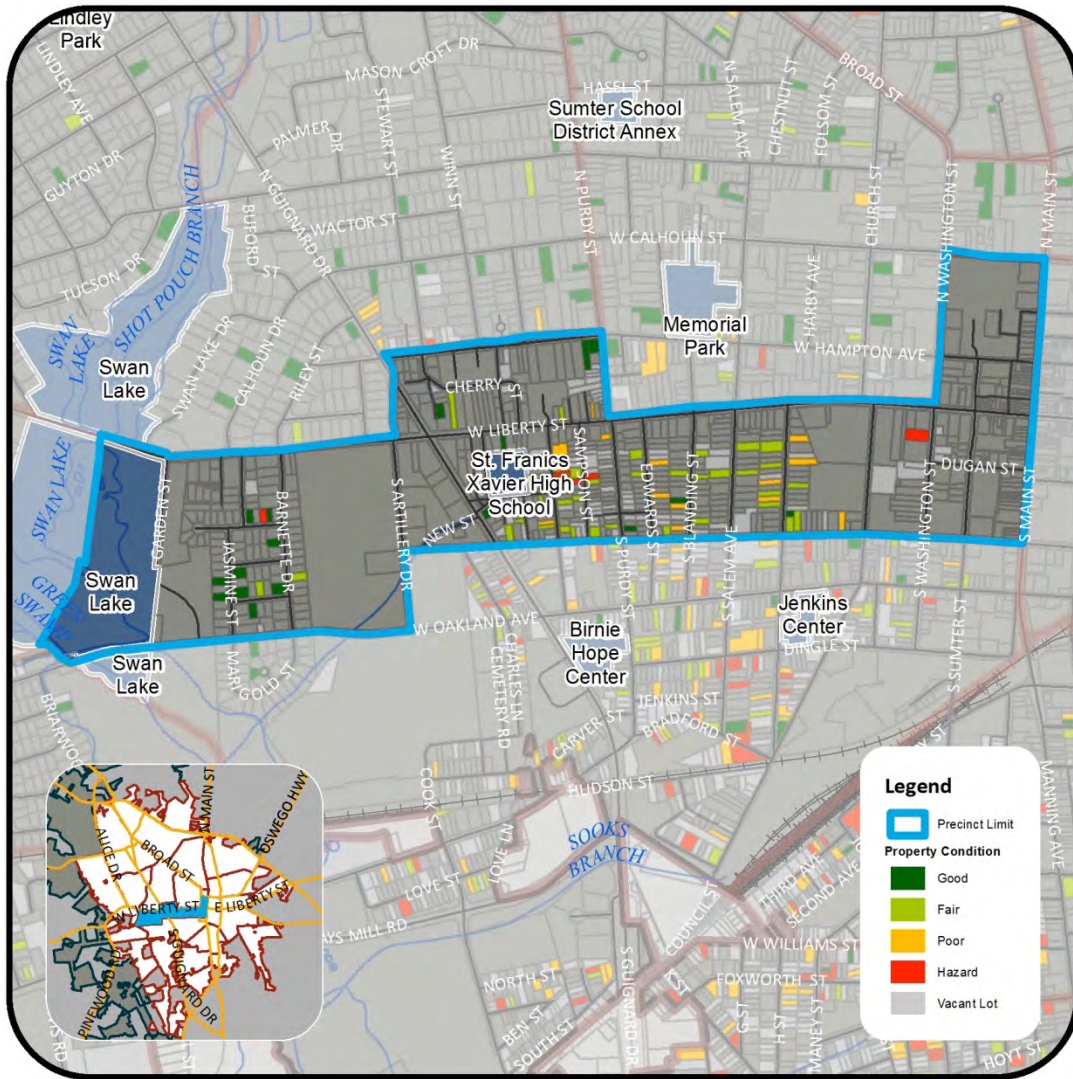 Lindley
Park
LINDLEY AVE
MASON CROFT DR
STEWART ST
HASEL ST
Sumter School
District Annex
N SALEM AVE
CHESTNUT ST
FOLSOM ST
BROAD ST
PALMER DR
GUYTON DR
N GUIGNARD DR
WINN ST
N PURDY ST
CHURCH ST
N WASHINGTON ST
N MAIN ST
SHOT POUCH BRANCH
BUFORD ST
WACTOR ST
W CALHOUN ST
TUCSON DR
SWAN
LAKE
Swan
Lake
SWAN LAKE DR
CALHOUN DR
RILEY ST
Memorial
Park
HARBY AVE
W HAMPTON AVE
CHERRY ST
W LIBERTY ST
St. Franics
Xavier High
School
SAMPSON ST
EDWARDS ST
S BLANDING ST
DUGAN ST
SWAN LAKE
GARDEN ST
BARNETTE DR
JASMINE ST
S ARTILLERY DR
NEW ST
S PURDY ST
S SALEM AVE
S WASHINGTON ST
S MAIN ST
GREEN
SWAMP
Swan
Lake
Swan
Lake
MARIGOLD ST
W OAKLAND AVE
CHARLES LN
CEMETERY RD
Birnie
Hope
Center
Jenkins
Center
DINGLE ST
S SUMTER ST
JENKINS ST
BRADFORD ST
CARVER ST
HUDSON ST
COOK ST
LOVE LN
LOVE ST
SOOKS
BRANCH
MANNING AVE
THIRD AVE
SECOND AVE
COUNCIL ST
W WILLIAMS ST
FOXWORTH ST
NORTH ST
BEN ST
SOUTH ST
S GUIGNARD DR
G ST
H ST
MANEY ST
HOYT ST
AYS MILL RD
Legend
Precinct Limit
Property Condition
Good
Fair
Poor
Hazard
Vacant Lot
N MAIN ST
OSWEGO HWY
ALICE DR
BROAD ST
W LIBERTY ST
E LIBERTY ST
S GUIGNARD DR
PINEWOOD RD